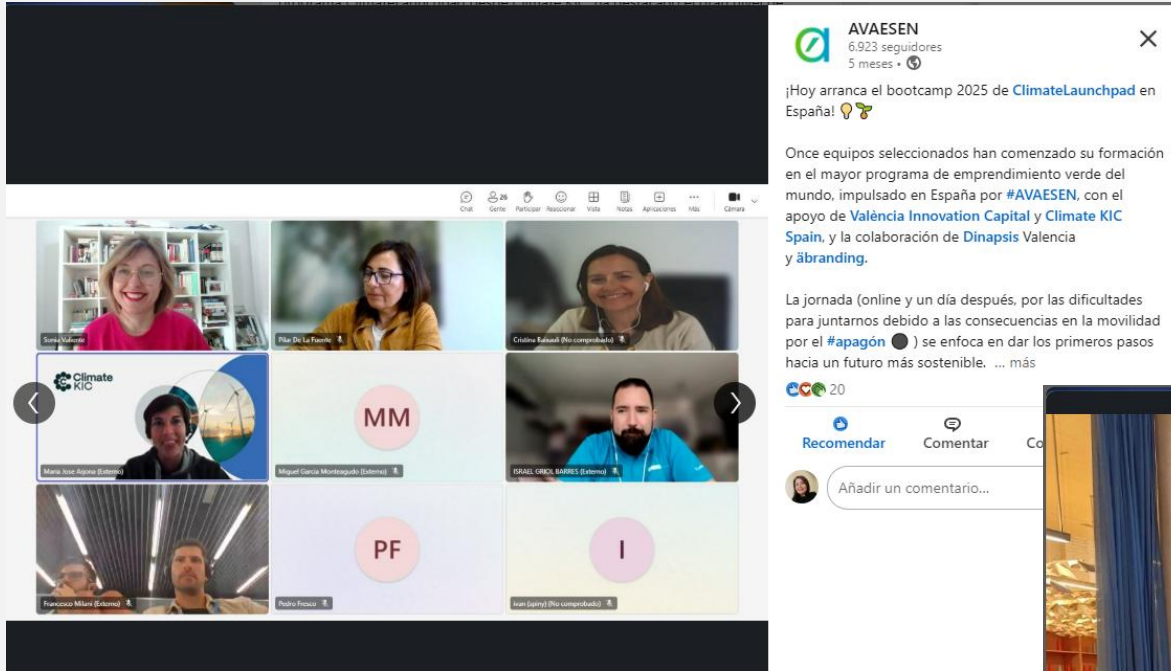 AVAESEN
6.923 seguidores
5 meses •
¡Hoy arranca el bootcamp 2025 de ClimateLaunchpad en
España!
Once equipos seleccionados han comenzado su formación
en el mayor programa de emprendimiento verde del
mundo, impulsado en España por #AVAESEN, con el
apoyo de València Innovation Capital y Climate KIC
Spain, y la colaboración de Dinapsis Valencia
y äbranding.
La jornada (online y un día después, por las dificultades
para juntarnos debido a las consecuencias en la movilidad
por el #apagón ) se enfoca en dar los primeros pasos
hacia un futuro más sostenible. ... más
20
Recomendar Comentar Co
Añadir un comentario...
Chat Gente 26 Participar Reaccionar Vista Notas Aplicaciones Más Cámara
Sonia Valiente
Pilar De La Fuente
Cristina Baixauli (No comprobado)
Climate
KIC
Maria Jose Arjona (Externo)
MM
Miguel Garcia Monteagudo (Externo)
ISRAEL GRIOL BARRES (Externo)
Francesco Milani (Externo)
PF
Pedro Fresco
I
ivan (spiny) (No comprobado)